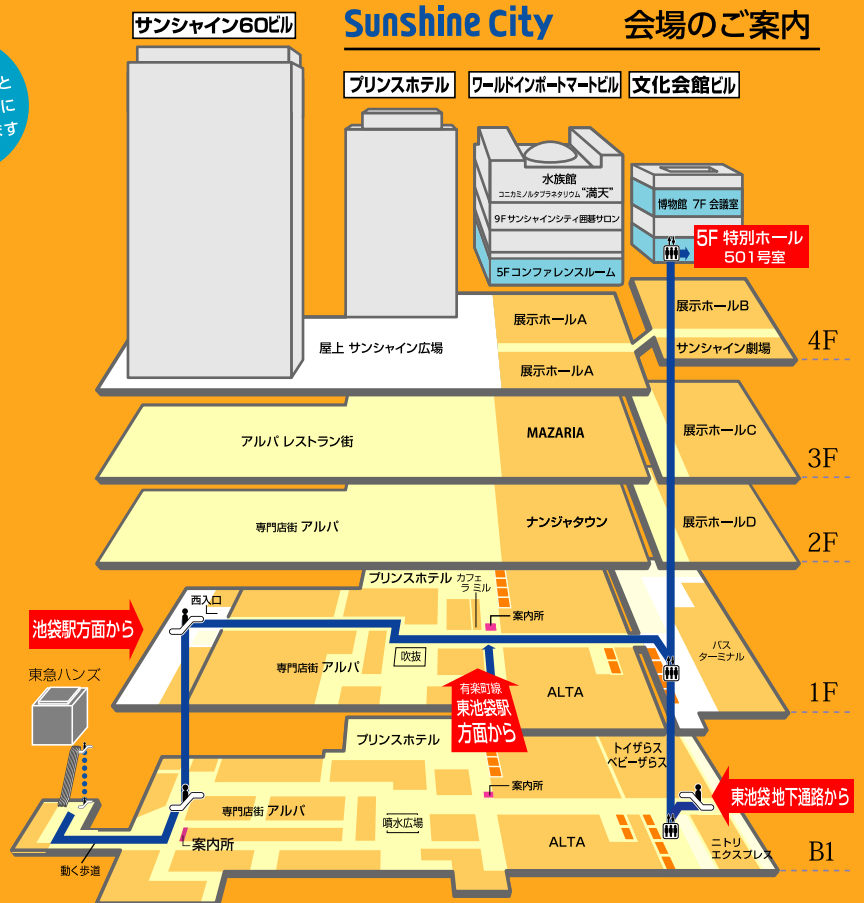 Sunshine City
会場のご案内
サンシャイン60ビル
プリンスホテル
ワールドインポートマートビル
文化会館ビル
と
に
ます
水族館
コニカミノルタプラネタリウム“満天”
9F サンシャインシティ囲碁サロン
5F コンファレンスルーム
博物館 7F 会議室
5F 特別ホール
501号室
展示ホールA
展示ホールB
屋上 サンシャイン広場
サンシャイン劇場
4F
展示ホールA
アルパ レストラン街
MAZARIA
展示ホールC
3F
専門店街 アルパ
ナンジャタウン
展示ホールD
2F
プリンスホテル
カフェ
ラ ミル
西入口
案内所
池袋駅方面から
吹抜
専門店街 アルパ
バス
ターミナル
東急ハンズ
有楽町線
東池袋駅
方面から
ALTA
1F
プリンスホテル
トイザらス
ベビーザらス
案内所
東池袋地下通路から
専門店街 アルパ
噴水広場
案内所
ALTA
ニトリ
エクスプレス
B1
動く歩道